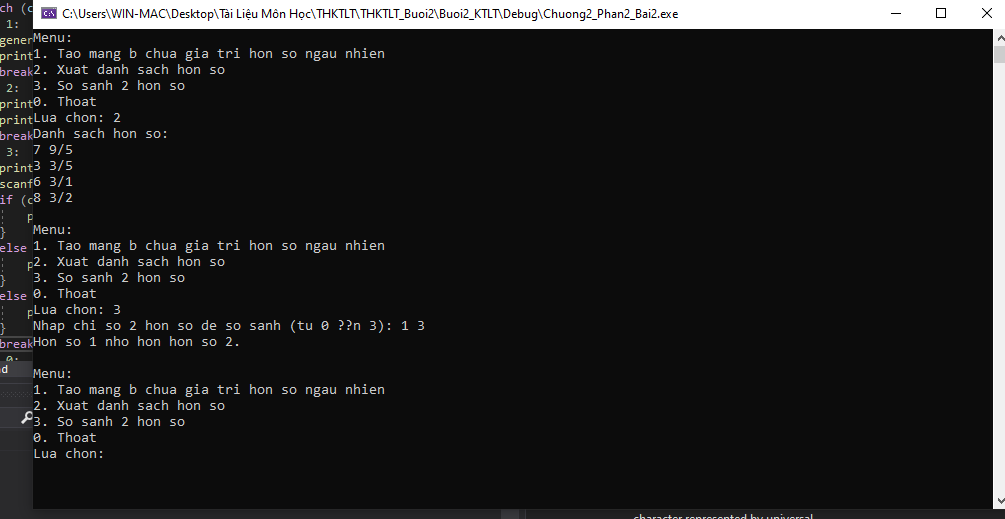 C:\Users\WIN-MAC\Desktop\Tài Liệu Môn Học\THKTLT\THKTLT_Buoi2\Buoi2_KTLT\Debug\Chuong2_Phan2_Bai2.exe
Menu:
1. Tao mang b chua gia tri hon so ngau nhien
2. Xuat danh sach hon so
3. So sanh 2 hon so
0. Thoat
Lua chon: 2
Danh sach hon so:
7 9/5
3 3/5
6 3/1
8 3/2
Menu:
1. Tao mang b chua gia tri hon so ngau nhien
2. Xuat danh sach hon so
3. So sanh 2 hon so
0. Thoat
Lua chon: 3
Nhap chi so 2 hon so de so sanh (tu 0 ??n 3): 1 3
Hon so 1 nho hon hon so 2.
Menu:
1. Tao mang b chua gia tri hon so ngau nhien
2. Xuat danh sach hon so
3. So sanh 2 hon so
0. Thoat
Lua chon:
ch (c
1:
gener
print
break
2:
print
print
break
3:
print
scanf
if (c
p
}
else
p
}
else
p
}
break
0:
character represented by universal